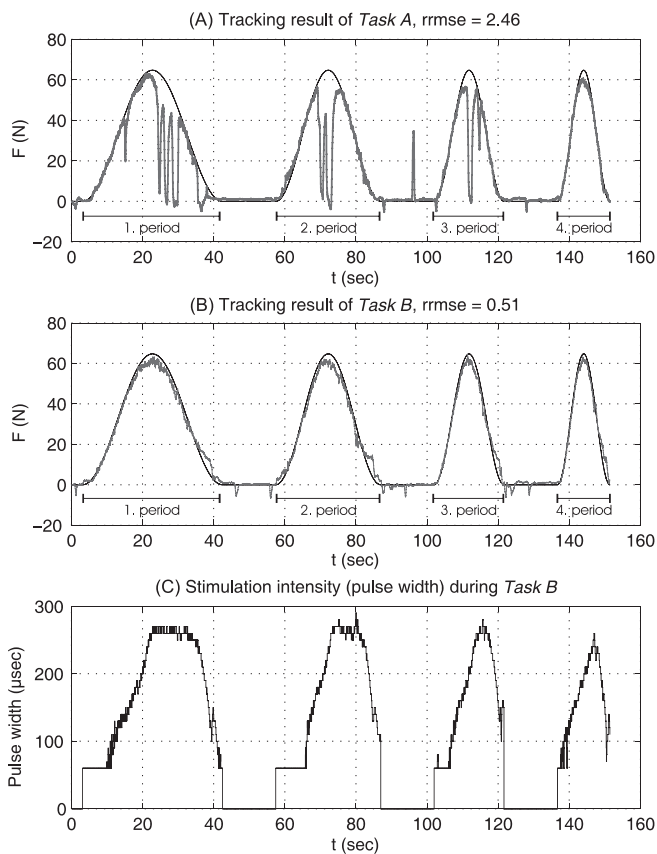 (A) Tracking result of Task A, rrmse = 2.46
80
60
40
20
0
−20
F (N)
1. period
2. period
3. period
4. period
0 20 40 60 80 100 120 140 160
t (sec)
(B) Tracking result of Task B, rrmse = 0.51
80
60
40
20
0
−20
F (N)
1. period
2. period
3. period
4. period
0 20 40 60 80 100 120 140 160
t (sec)
(C) Stimulation intensity (pulse width) during Task B
300
200
100
0
Pulse width (μsec)
0 20 40 60 80 100 120 140 160
t (sec)